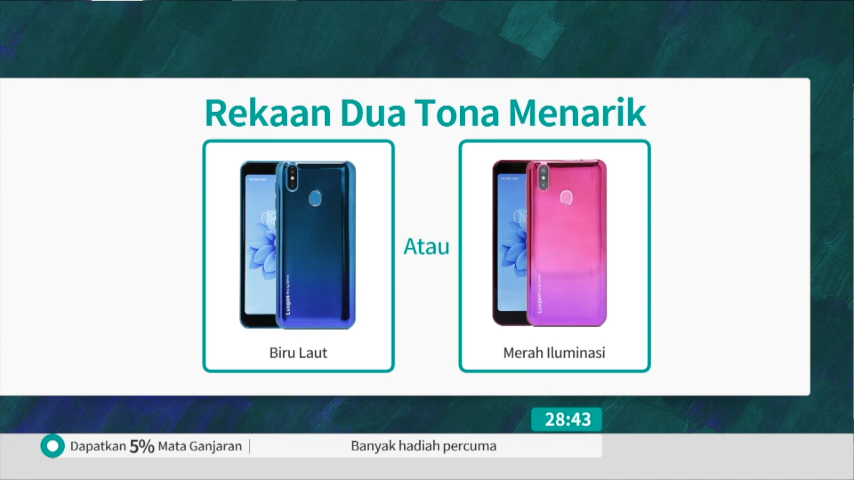 Rekaan Dua Tona Menarik
Atau
Biru Laut
Merah Iluminasi
28:43
Dapatkan 5% Mata Ganjaran
Banyak hadiah percuma